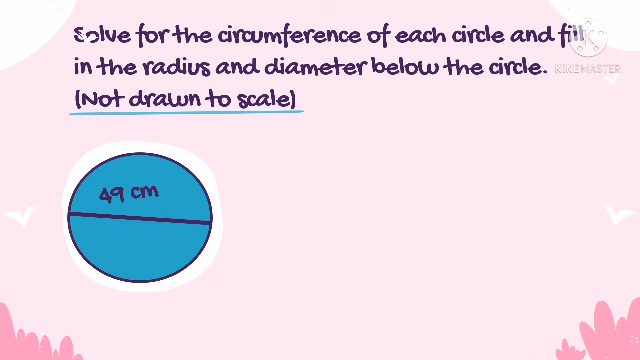 Solve for the circumference of each circle and fill
in the radius and diameter below the circle.
(Not drawn to scale)
49 cm
KINEMASTER